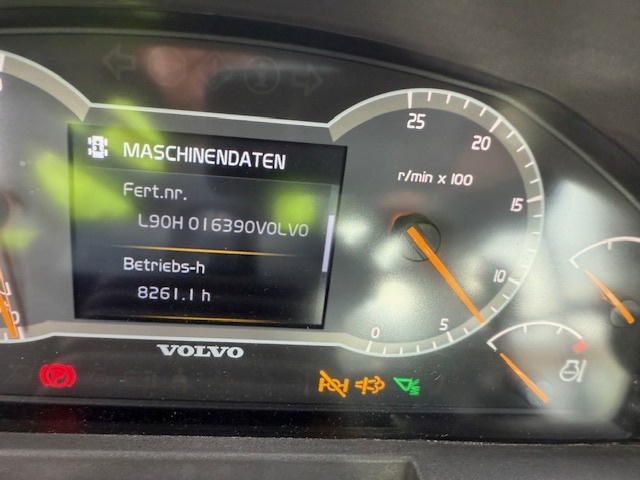 MASCHINENDATEN
Fert.nr.
L90H 016390VOLVO
Betriebs-h
8261.1 h
25
20
r/min x 100
15
10
5
0
VOLVO